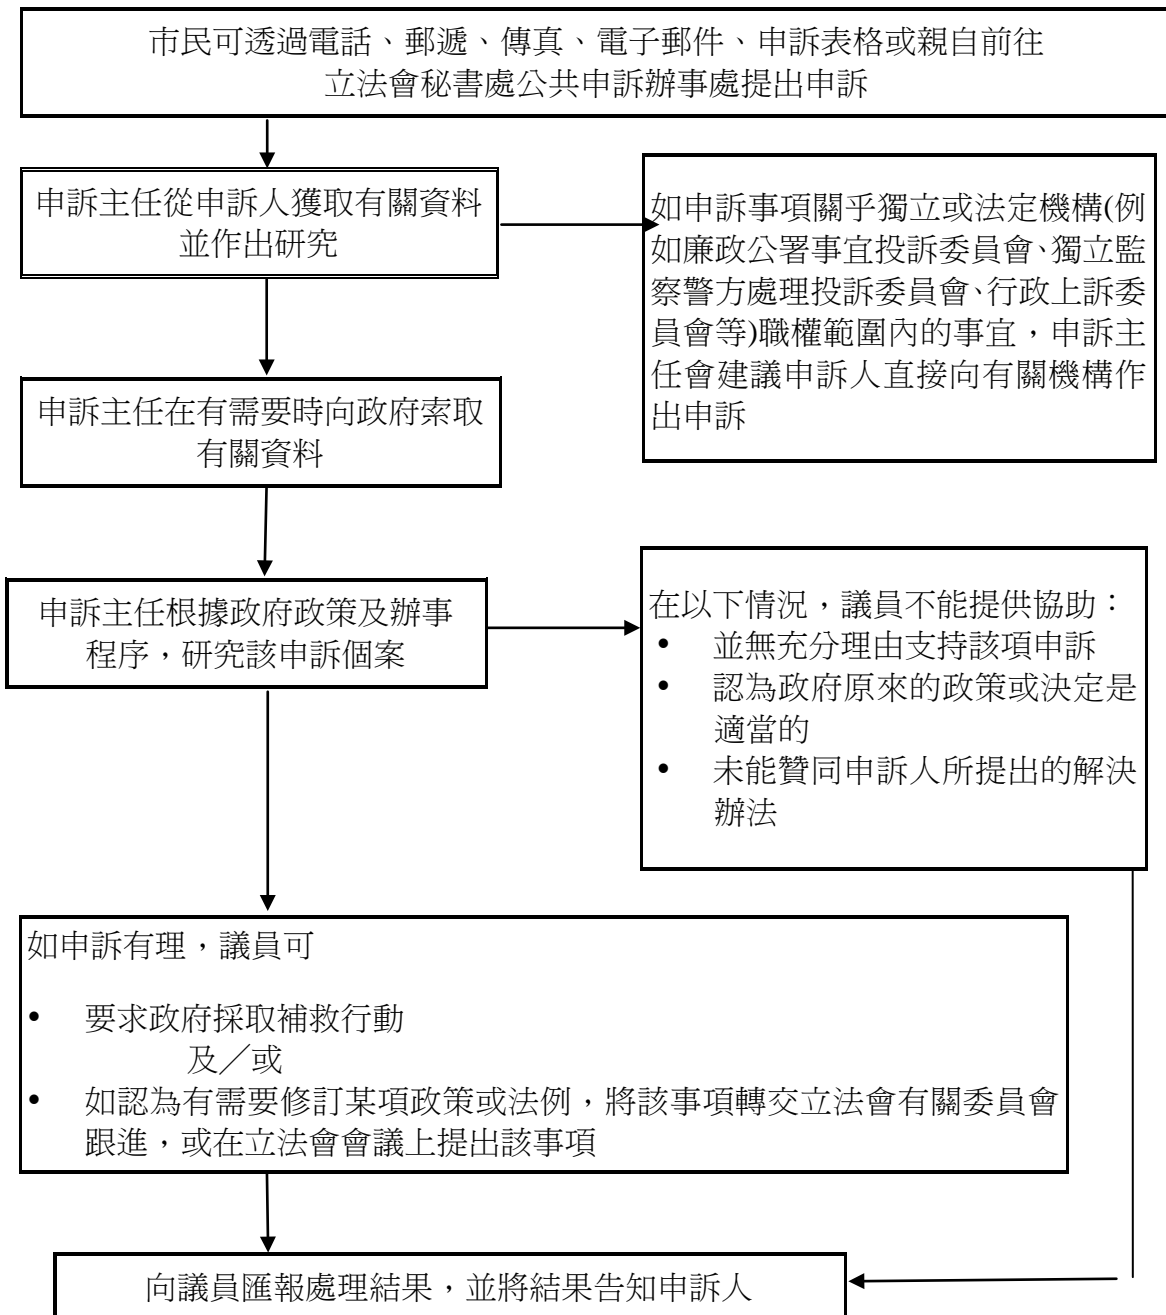 市民可透過電話、郵遞、傳真、電子郵件、申訴表格或親自前往
立法會秘書處公共申訴辦事處提出申訴
申訴主任從申訴人獲取有關資料
並作出研究
如申訴事項關乎獨立或法定機構(例
如廉政公署事宜投訴委員會、獨立監
察警方處理投訴委員會、行政上訴委
員會等)職權範圍內的事宜，申訴主
任會建議申訴人直接向有關機構作
出申訴
申訴主任在有需要時向政府索取
有關資料
申訴主任根據政府政策及辦事
程序，研究該申訴個案
在以下情況，議員不能提供協助：
• 並無充分理由支持該項申訴
• 認為政府原來的政策或決定是
適當的
• 未能贊同申訴人所提出的解決
辦法
如申訴有理，議員可
• 要求政府採取補救行動
及／或
• 如認為有需要修訂某項政策或法例，將該事項轉交立法會有關委員會
跟進，或在立法會會議上提出該事項
向議員匯報處理結果，並將結果告知申訴人